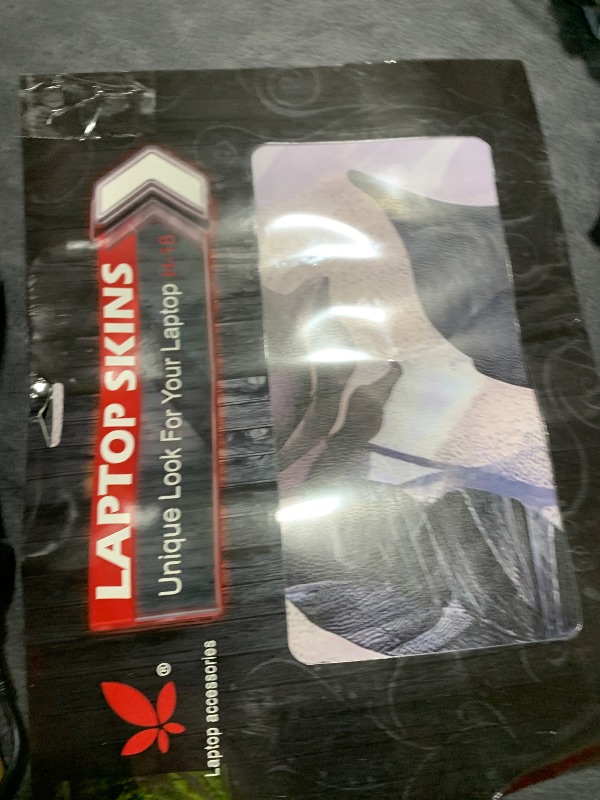 LAPTOP SKINS
Unique Look For Your Laptop
®
Laptop accessories